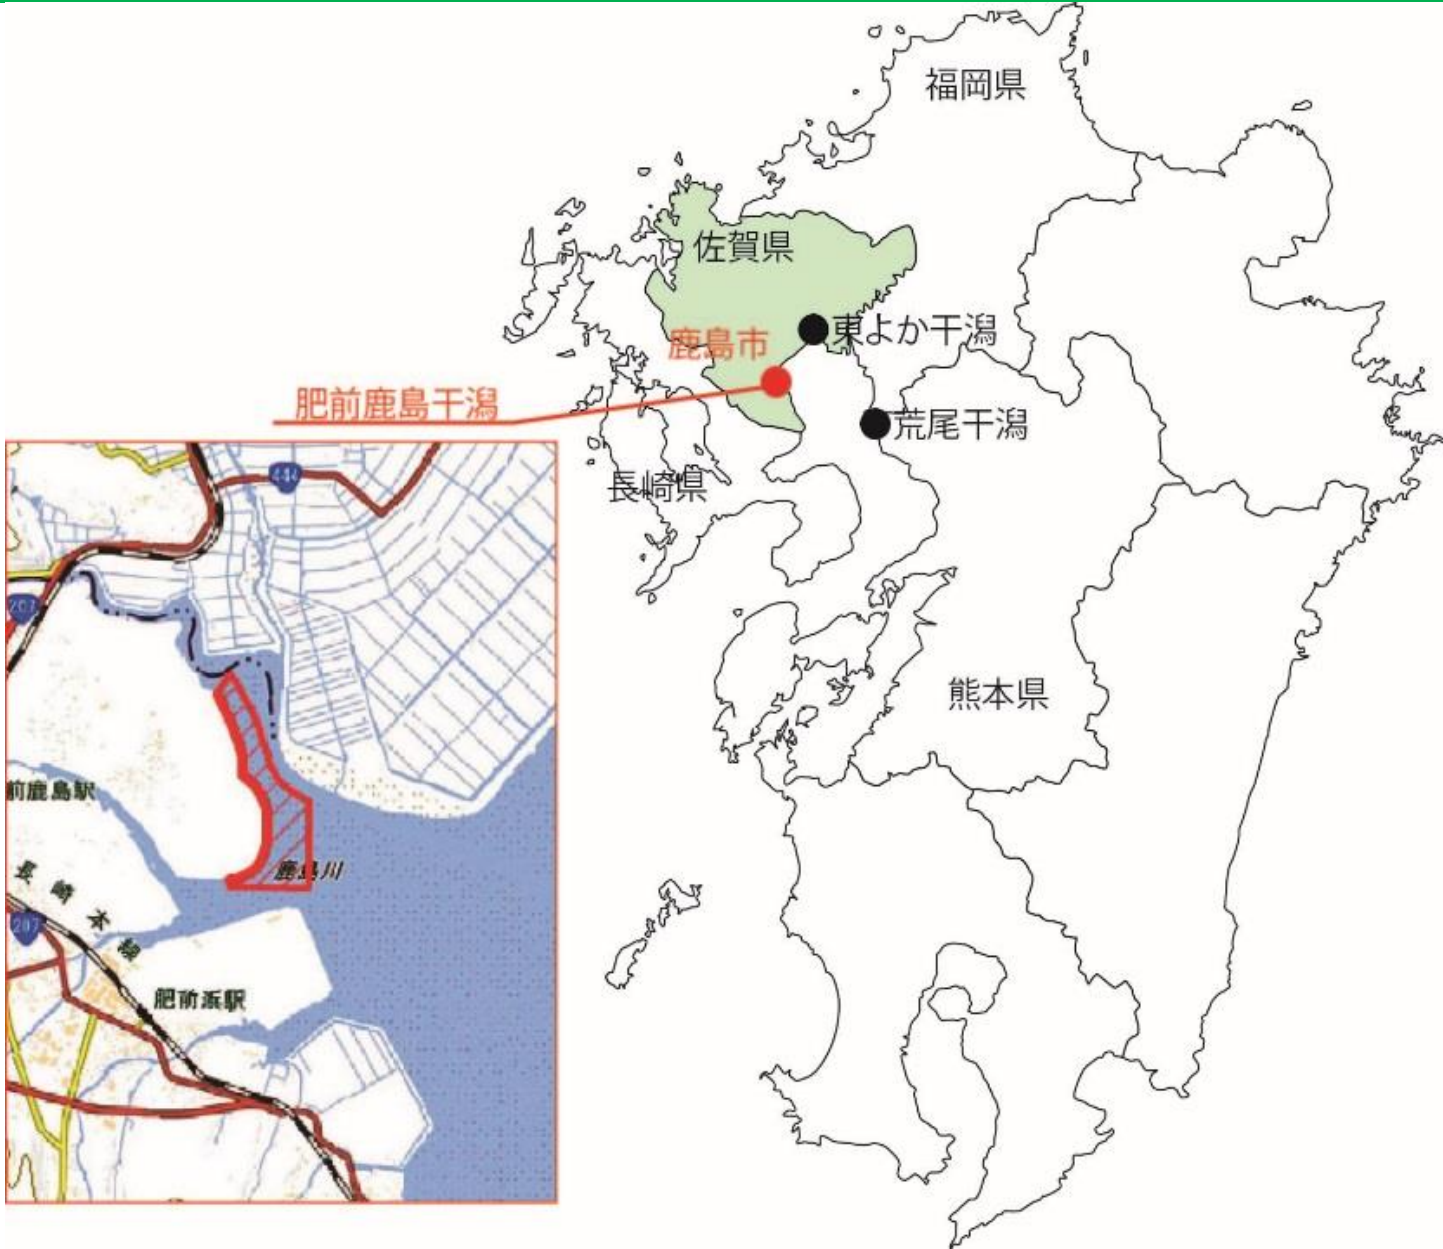 福岡県
佐賀県
東よか干潟
鹿島市
肥前鹿島干潟
荒尾干潟
長崎県
熊本県
444
207
前鹿島駅
鹿島川
長崎本線
207
肥前浜駅